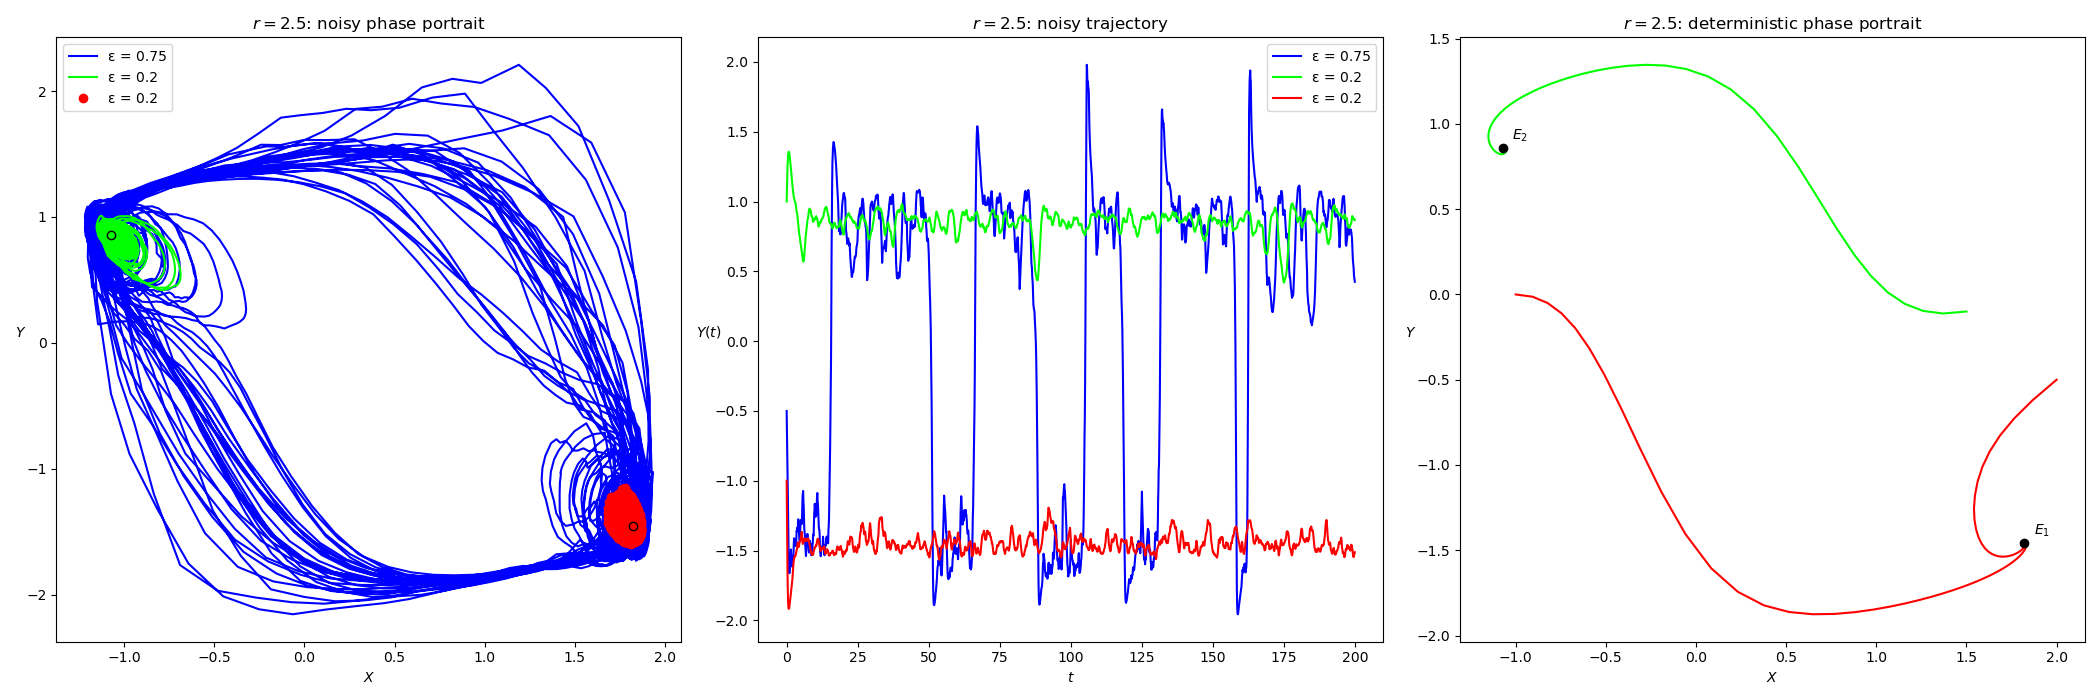 r = 2.5: noisy phase portrait
ε = 0.75
ε = 0.2
ε = 0.2
2
1
0
−1
−2
Y
−1.0 −0.5 0.0 0.5 1.0 1.5 2.0
X
r = 2.5: noisy trajectory
ε = 0.75
ε = 0.2
ε = 0.2
2.0
1.5
1.0
0.5
0.0
−0.5
−1.0
−1.5
−2.0
Y(t)
0 25 50 75 100 125 150 175 200
t
r = 2.5: deterministic phase portrait
1.5
1.0
0.5
0.0
−0.5
−1.0
−1.5
−2.0
Y
E2
E1
−1.0 −0.5 0.0 0.5 1.0 1.5 2.0
X